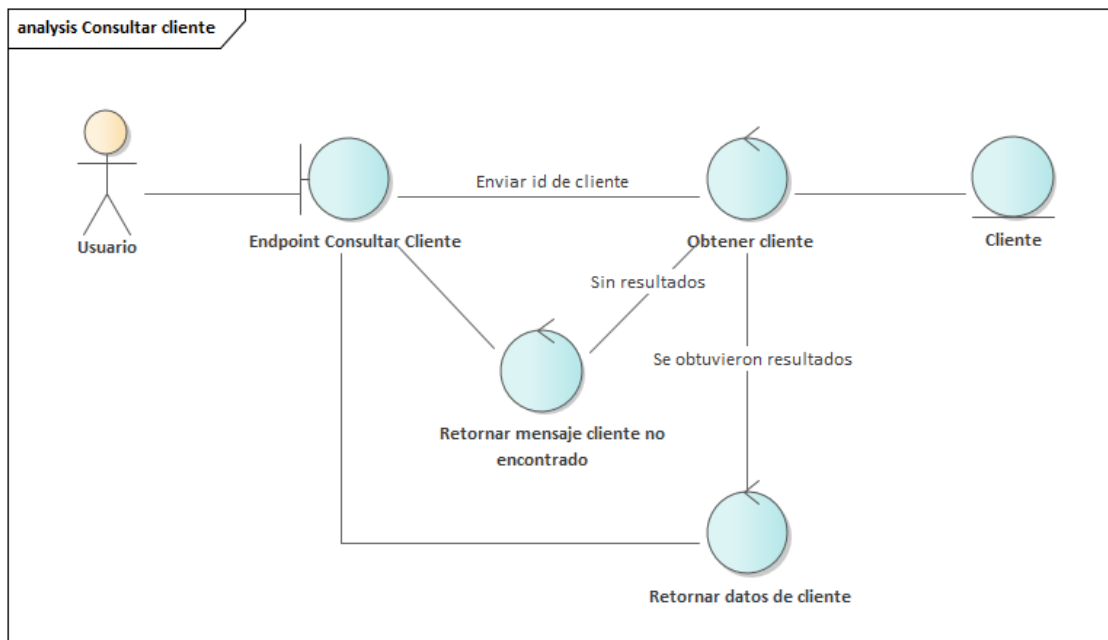 analysis Consultar cliente
Enviar id de cliente
Usuario
Endpoint Consultar Cliente
Obtener cliente
Cliente
Sin resultados
Se obtuvieron resultados
Retornar mensaje cliente no
encontrado
Retornar datos de cliente